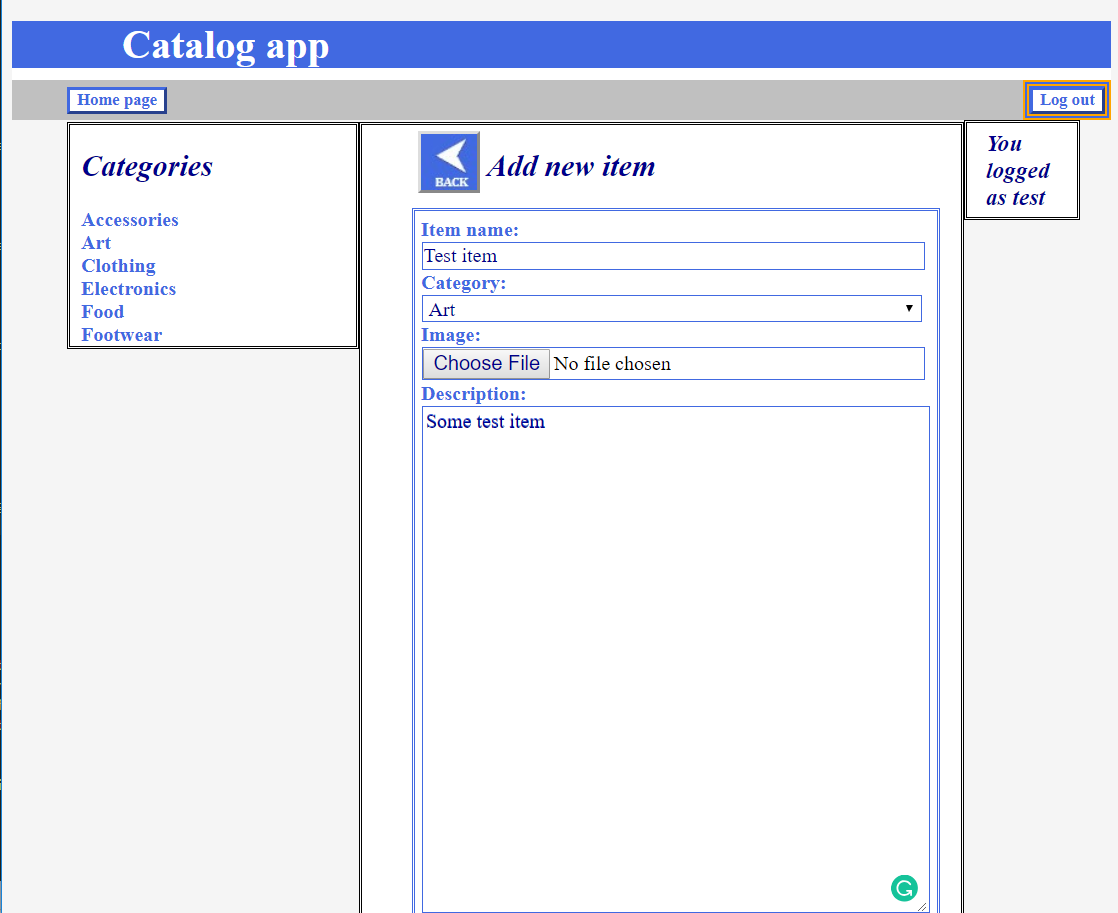 Catalog app
Home page
Log out
Categories
Accessories
Art
Clothing
Electronics
Food
Footwear
BACK
Add new item
Item name:
Test item
Category:
Art
Image:
Choose File No file chosen
Description:
Some test item
You
logged
as test